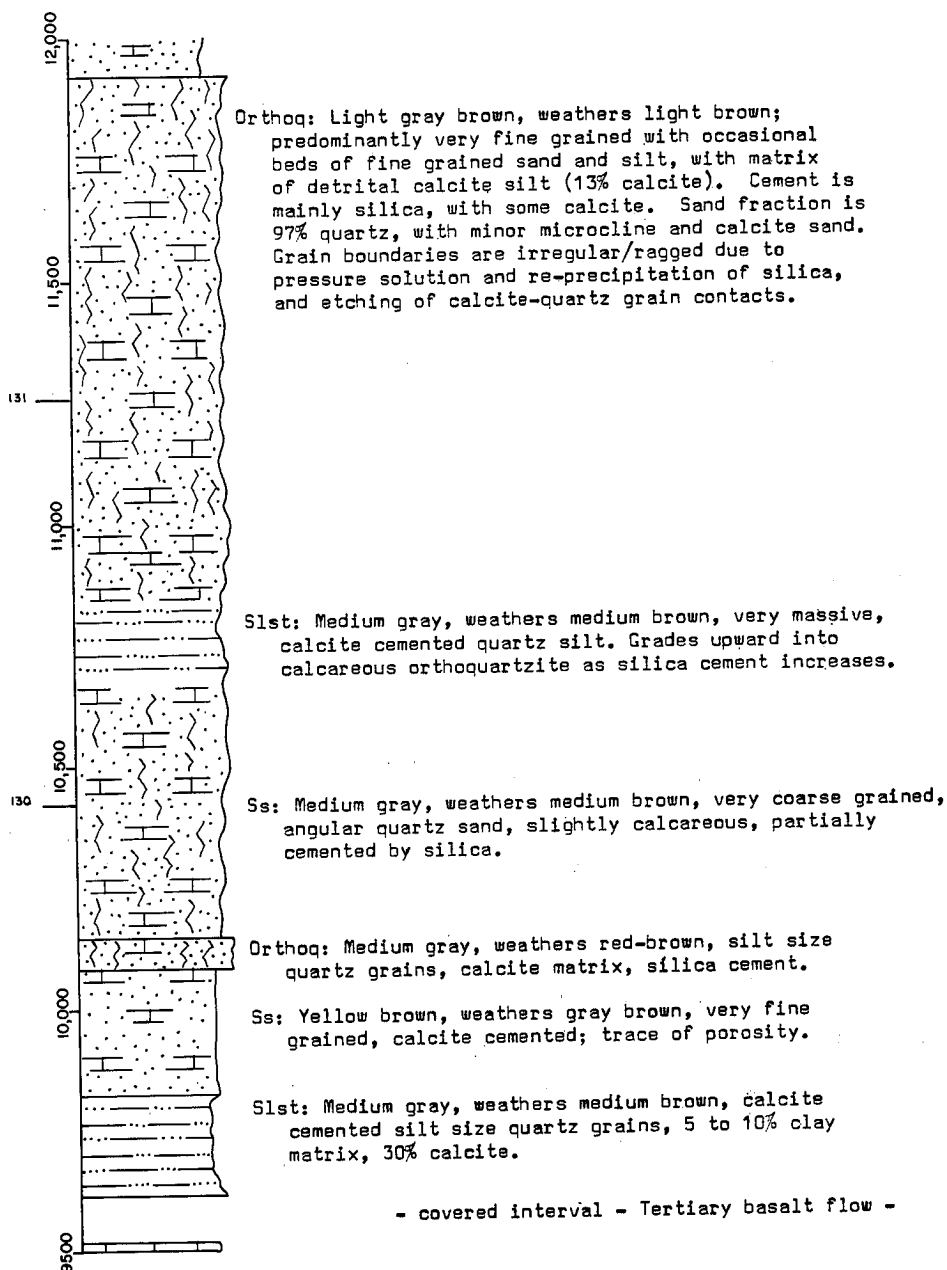 12,000
Orthoq: Light gray brown, weathers light brown;
predominantly very fine grained with occasional
beds of fine grained sand and silt, with matrix
of detrital calcite silt (13% calcite). Cement is
mainly silica, with some calcite. Sand fraction is
97% quartz, with minor microcline and calcite sand.
Grain boundaries are irregular/ragged due to
pressure solution and re-precipitation of silica,
and etching of calcite-quartz grain contacts.
11,500
131
11,000
Slst: Medium gray, weathers medium brown, very massive,
calcite cemented quartz silt. Grades upward into
calcareous orthoquartzite as silica cement increases.
10,500
130
Ss: Medium gray, weathers medium brown, very coarse grained,
angular quartz sand, slightly calcareous, partially
cemented by silica.
Orthoq: Medium gray, weathers red-brown, silt size
quartz grains, calcite matrix, silica cement.
10,000
Ss: Yellow brown, weathers gray brown, very fine
grained, calcite cemented; trace of porosity.
Slst: Medium gray, weathers medium brown, calcite
cemented silt size quartz grains, 5 to 10% clay
matrix, 30% calcite.
- covered interval - Tertiary basalt flow -
9500